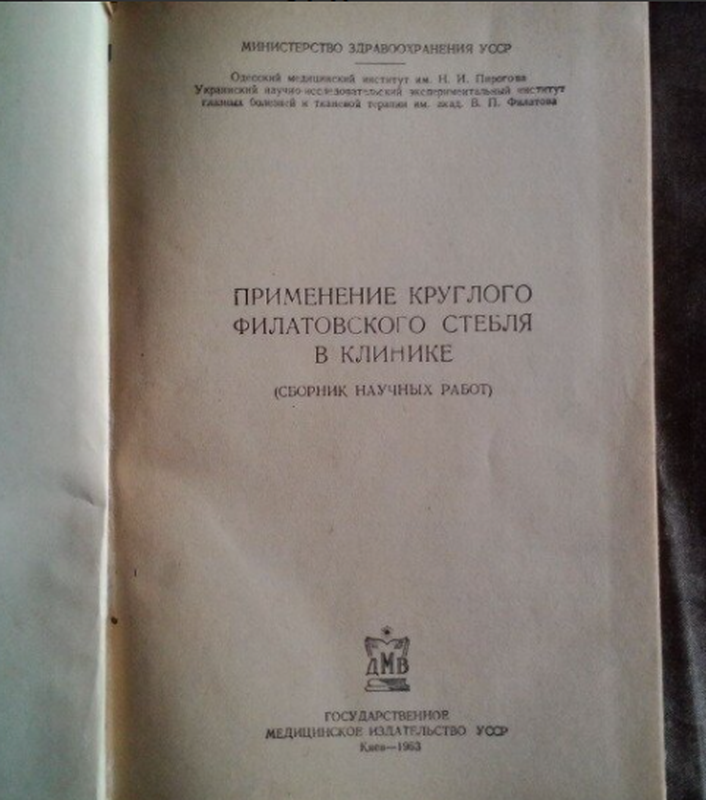 МИНИСТЕРСТВО ЗДРАВООХРАНЕНИЯ УССР
Одесский медицинский институт им. Н. И. Пирогова
Украинский научно-исследовательский экспериментальный институт
глазных болезней и тканевой терапии им. акад. В. П. Филатова
ПРИМЕНЕНИЕ КРУГЛОГО
ФИЛАТОВСКОГО СТЕБЛЯ
В КЛИНИКЕ
(СБОРНИК НАУЧНЫХ РАБОТ)
ДМВ
ГОСУДАРСТВЕННОЕ
МЕДИЦИНСКОЕ ИЗДАТЕЛЬСТВО УССР
Киев—1963